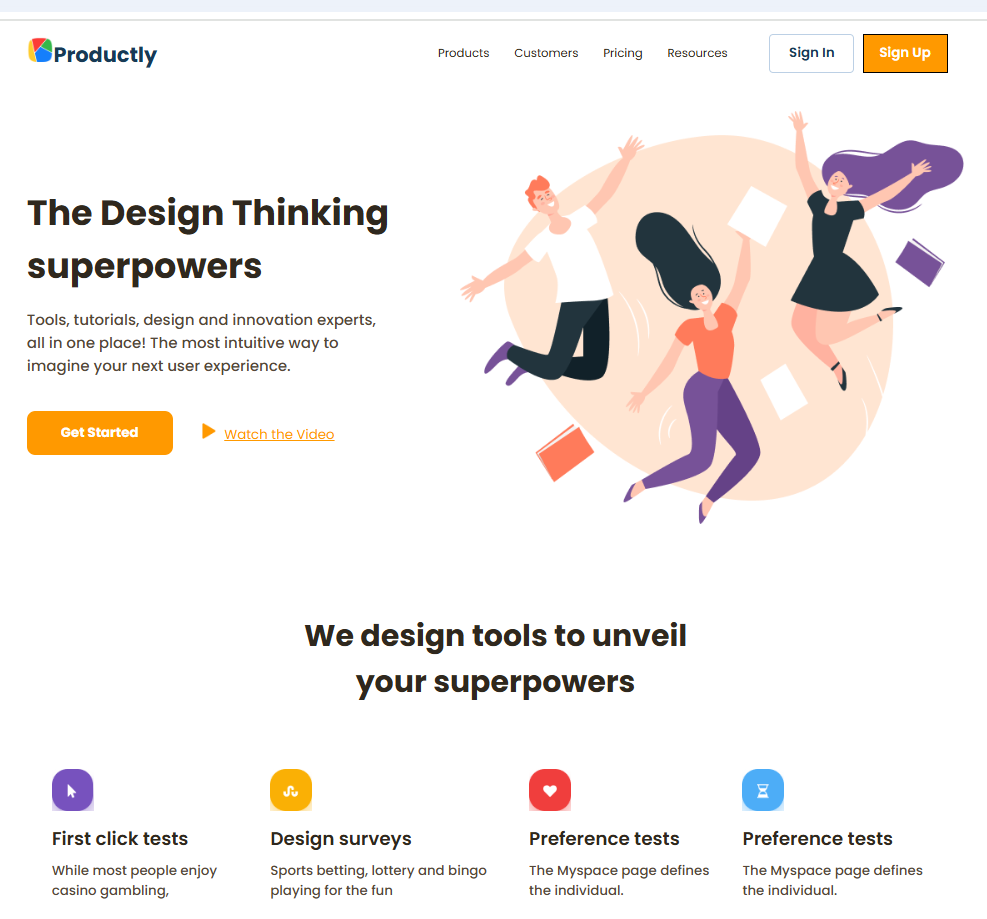 Productly
Products Customers Pricing Resources Sign In Sign Up
The Design Thinking
superpowers
Tools, tutorials, design and innovation experts,
all in one place! The most intuitive way to
imagine your next user experience.
Get Started Watch the Video
We design tools to unveil
your superpowers
First click tests
While most people enjoy
casino gambling,
Design surveys
Sports betting, lottery and bingo
playing for the fun
Preference tests
The Myspace page defines
the individual.
Preference tests
The Myspace page defines
the individual.